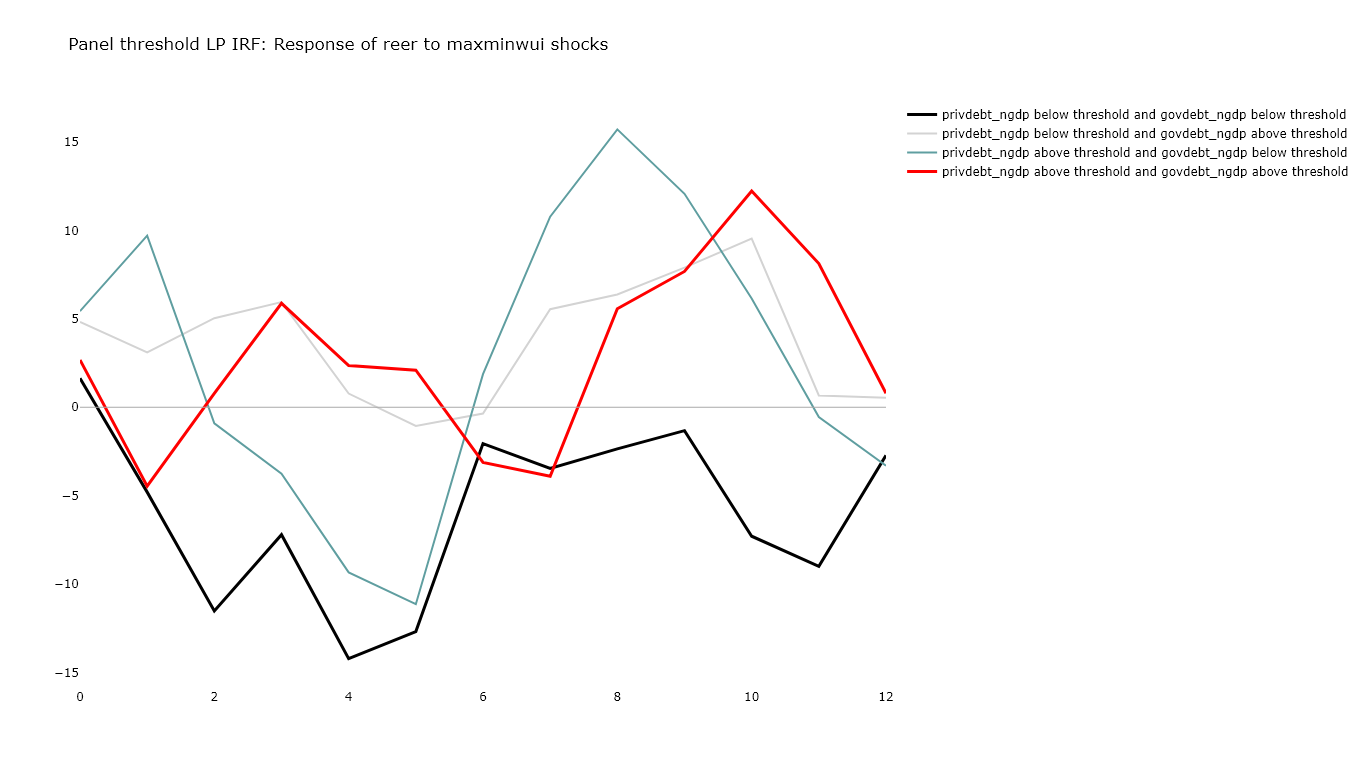 Panel threshold LP IRF: Response of reer to maxminwui shocks
privdebt_ngdp below threshold and govdebt_ngdp below threshold
privdebt_ngdp below threshold and govdebt_ngdp above threshold
privdebt_ngdp above threshold and govdebt_ngdp below threshold
privdebt_ngdp above threshold and govdebt_ngdp above threshold
15
10
5
0
−5
−10
−15
0 2 4 6 8 10 12